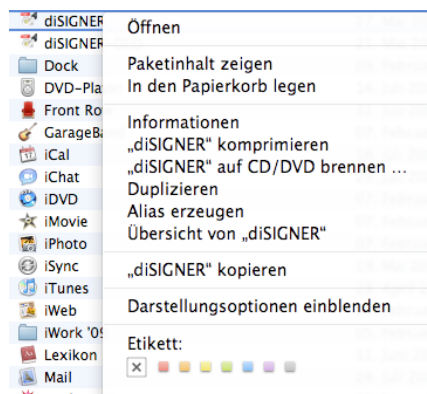 diSIGNER
diSIGNER
Dock
DVD-Pla
Front Ro
GarageBa
iCal
iChat
iDVD
iMovie
iPhoto
iSync
iTunes
iWeb
iWork '09
Lexikon
Mail
Öffnen
Paketinhalt zeigen
In den Papierkorb legen
Informationen
„diSIGNER“ komprimieren
„diSIGNER“ auf CD/DVD brennen ...
Duplizieren
Alias erzeugen
Übersicht von „diSIGNER“
„diSIGNER“ kopieren
Darstellungsoptionen einblenden
Etikett: